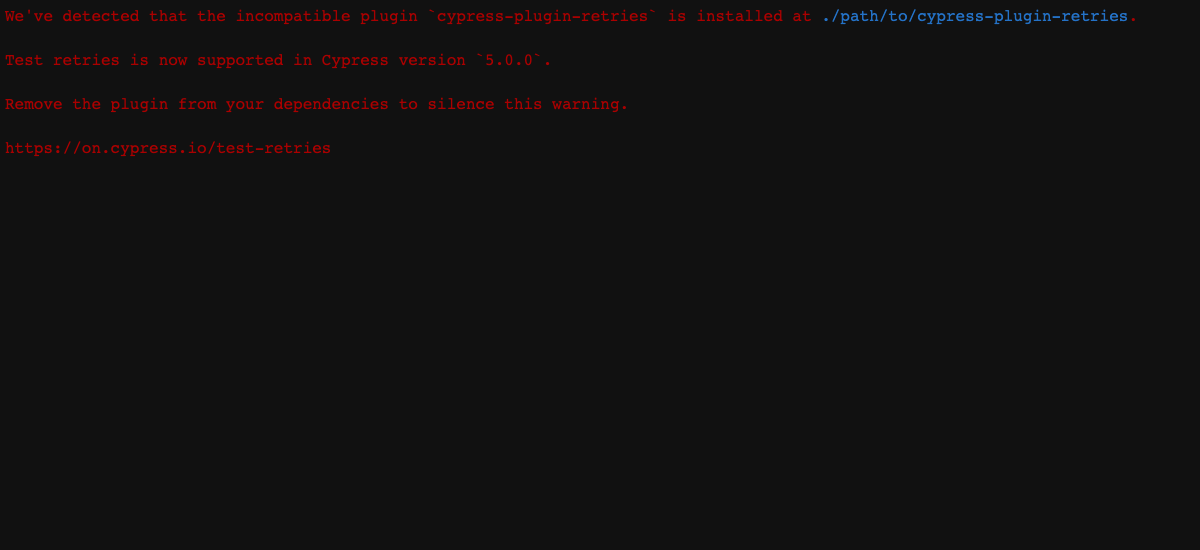 We've detected that the incompatible plugin `cypress-plugin-retries` is installed at ./path/to/cypress-plugin-retries.
Test retries is now supported in Cypress version `5.0.0`.
Remove the plugin from your dependencies to silence this warning.
https://on.cypress.io/test-retries